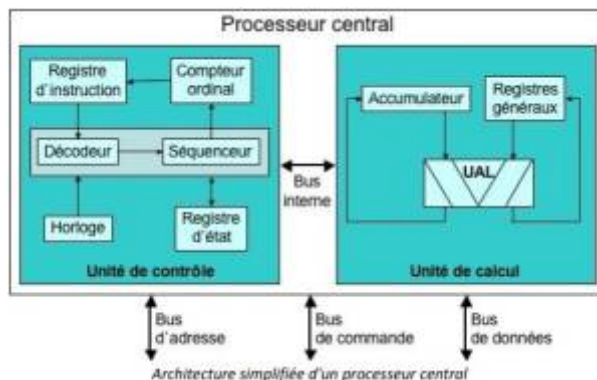 Processeur central
Registre
d'instruction
Compteur
ordinal
Décodeur
Séquenceur
Horloge
Registre
d'état
Unité de contrôle
Bus
interne
Accumulateur
Registres
généraux
UAL
Unité de calcul
Bus
d'adresse
Bus
de commande
Bus
de données
Architecture simplifiée d'un processeur central